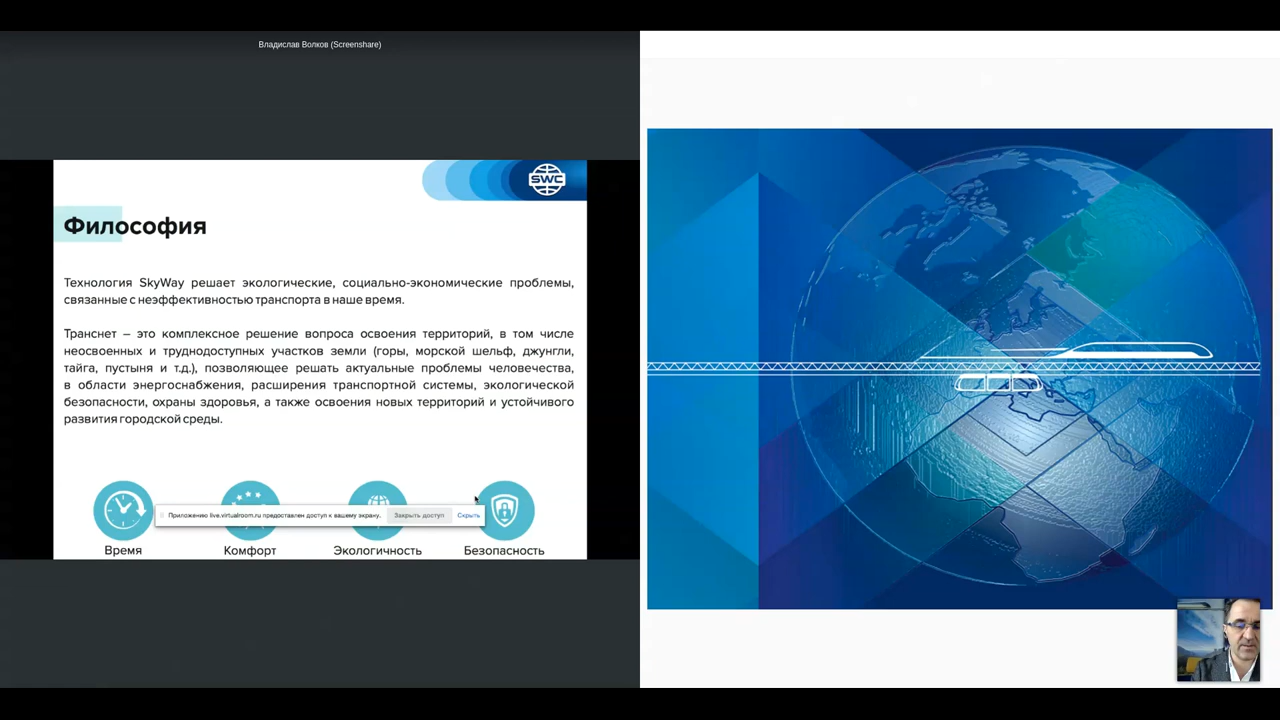 Владислав Волков (Screenshare)
SWC
Философия
Технология SkyWay решает экологические, социально-экономические проблемы,
связанные с неэффективностью транспорта в наше время.
Транснет – это комплексное решение вопроса освоения территорий, в том числе
неосвоенных и труднодоступных участков земли (горы, морской шельф, джунгли,
тайга, пустыня и т.д.), позволяющее решать актуальные проблемы человечества,
в области энергоснабжения, расширения транспортной системы, экологической
безопасности, охраны здоровья, а также освоения новых территорий и устойчивого
развития городской среды.
Приложению live.virtualroom.ru предоставлен доступ к вашему экрану. Закрыть доступ Скрыть
Время Комфорт Экологичность Безопасность